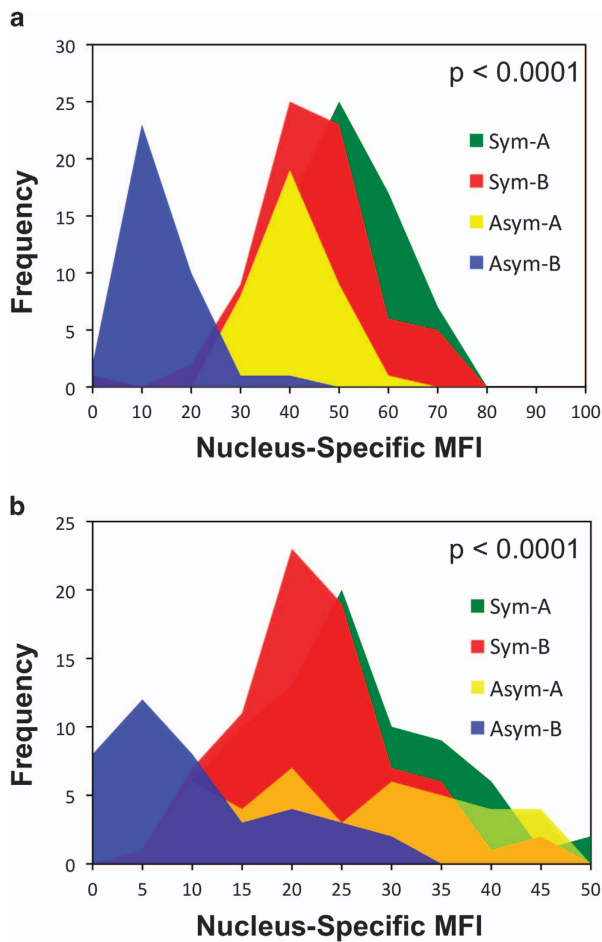 a
30
25
20
15
10
5
0
Frequency
p < 0.0001
Sym-A
Sym-B
Asym-A
Asym-B
0 10 20 30 40 50 60 70 80 90 100
Nucleus-Specific MFI
b
25
20
15
10
5
0
Frequency
p < 0.0001
Sym-A
Sym-B
Asym-A
Asym-B
0 5 10 15 20 25 30 35 40 45 50
Nucleus-Specific MFI